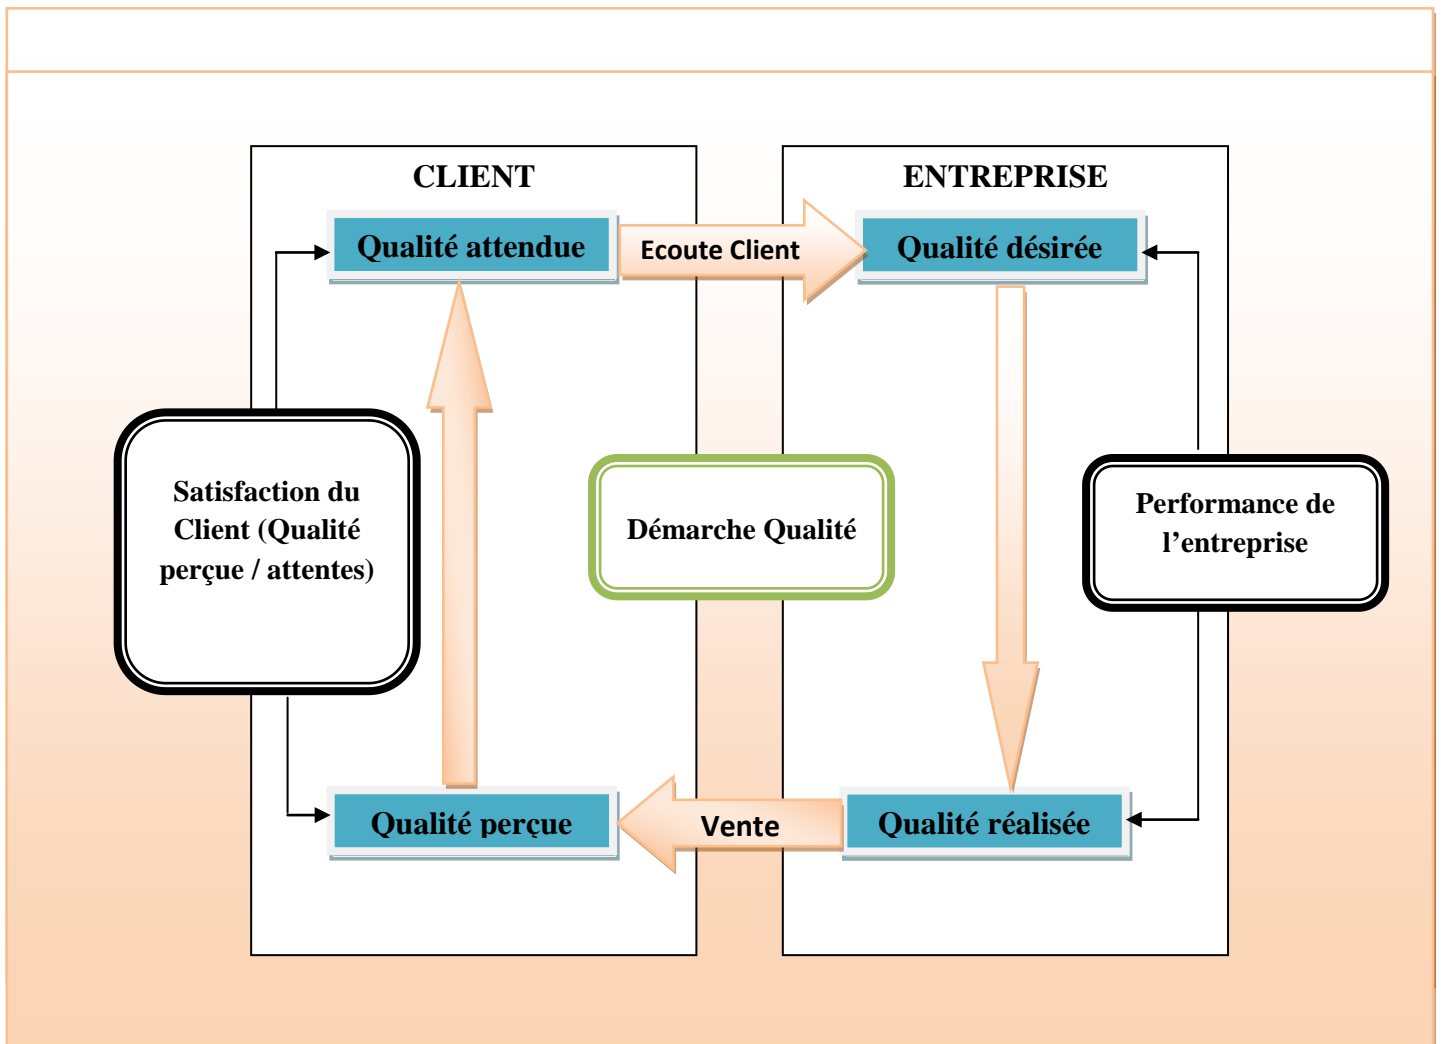 CLIENT
ENTREPRISE
Qualité attendue
Ecoute Client
Qualité désirée
Satisfaction du
Client (Qualité
perçue / attentes)
Démarche Qualité
Performance de
l’entreprise
Qualité perçue
Vente
Qualité réalisée